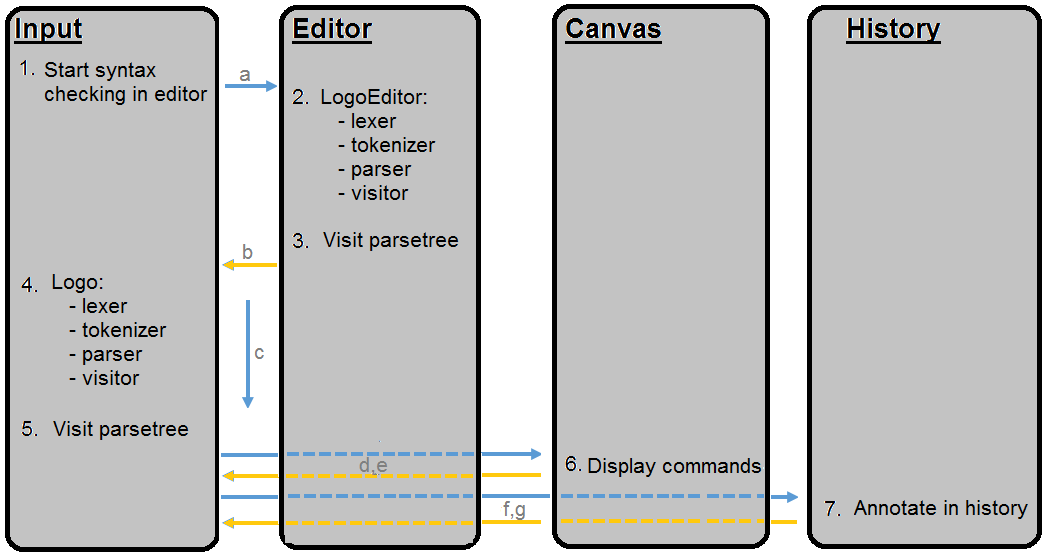 Input
Editor
Canvas
History
1. Start syntax
checking in editor
a
2. LogoEditor:
- lexer
- tokenizer
- parser
- visitor
3. Visit parsetree
b
4. Logo:
- lexer
- tokenizer
- parser
- visitor
c
5. Visit parsetree
d,e
6. Display commands
f,g
7. Annotate in history